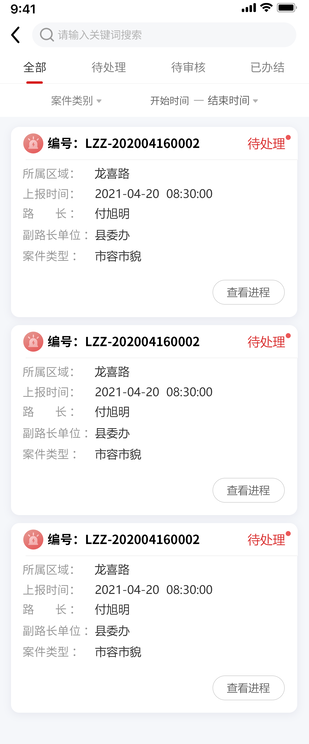 9:41
请输入关键词搜索
全部 待处理 待审核 已办结
案件类别 开始时间 — 结束时间
编号：LZZ-202004160002 待处理
所属区域： 龙喜路
上报时间： 2021-04-20 08:30:00
路 长： 付旭明
副路长单位： 县委办
案件类型： 市容市貌
查看进程
编号：LZZ-202004160002 待处理
所属区域： 龙喜路
上报时间： 2021-04-20 08:30:00
路 长： 付旭明
副路长单位： 县委办
案件类型： 市容市貌
查看进程
编号：LZZ-202004160002 待处理
所属区域： 龙喜路
上报时间： 2021-04-20 08:30:00
路 长： 付旭明
副路长单位： 县委办
案件类型： 市容市貌
查看进程